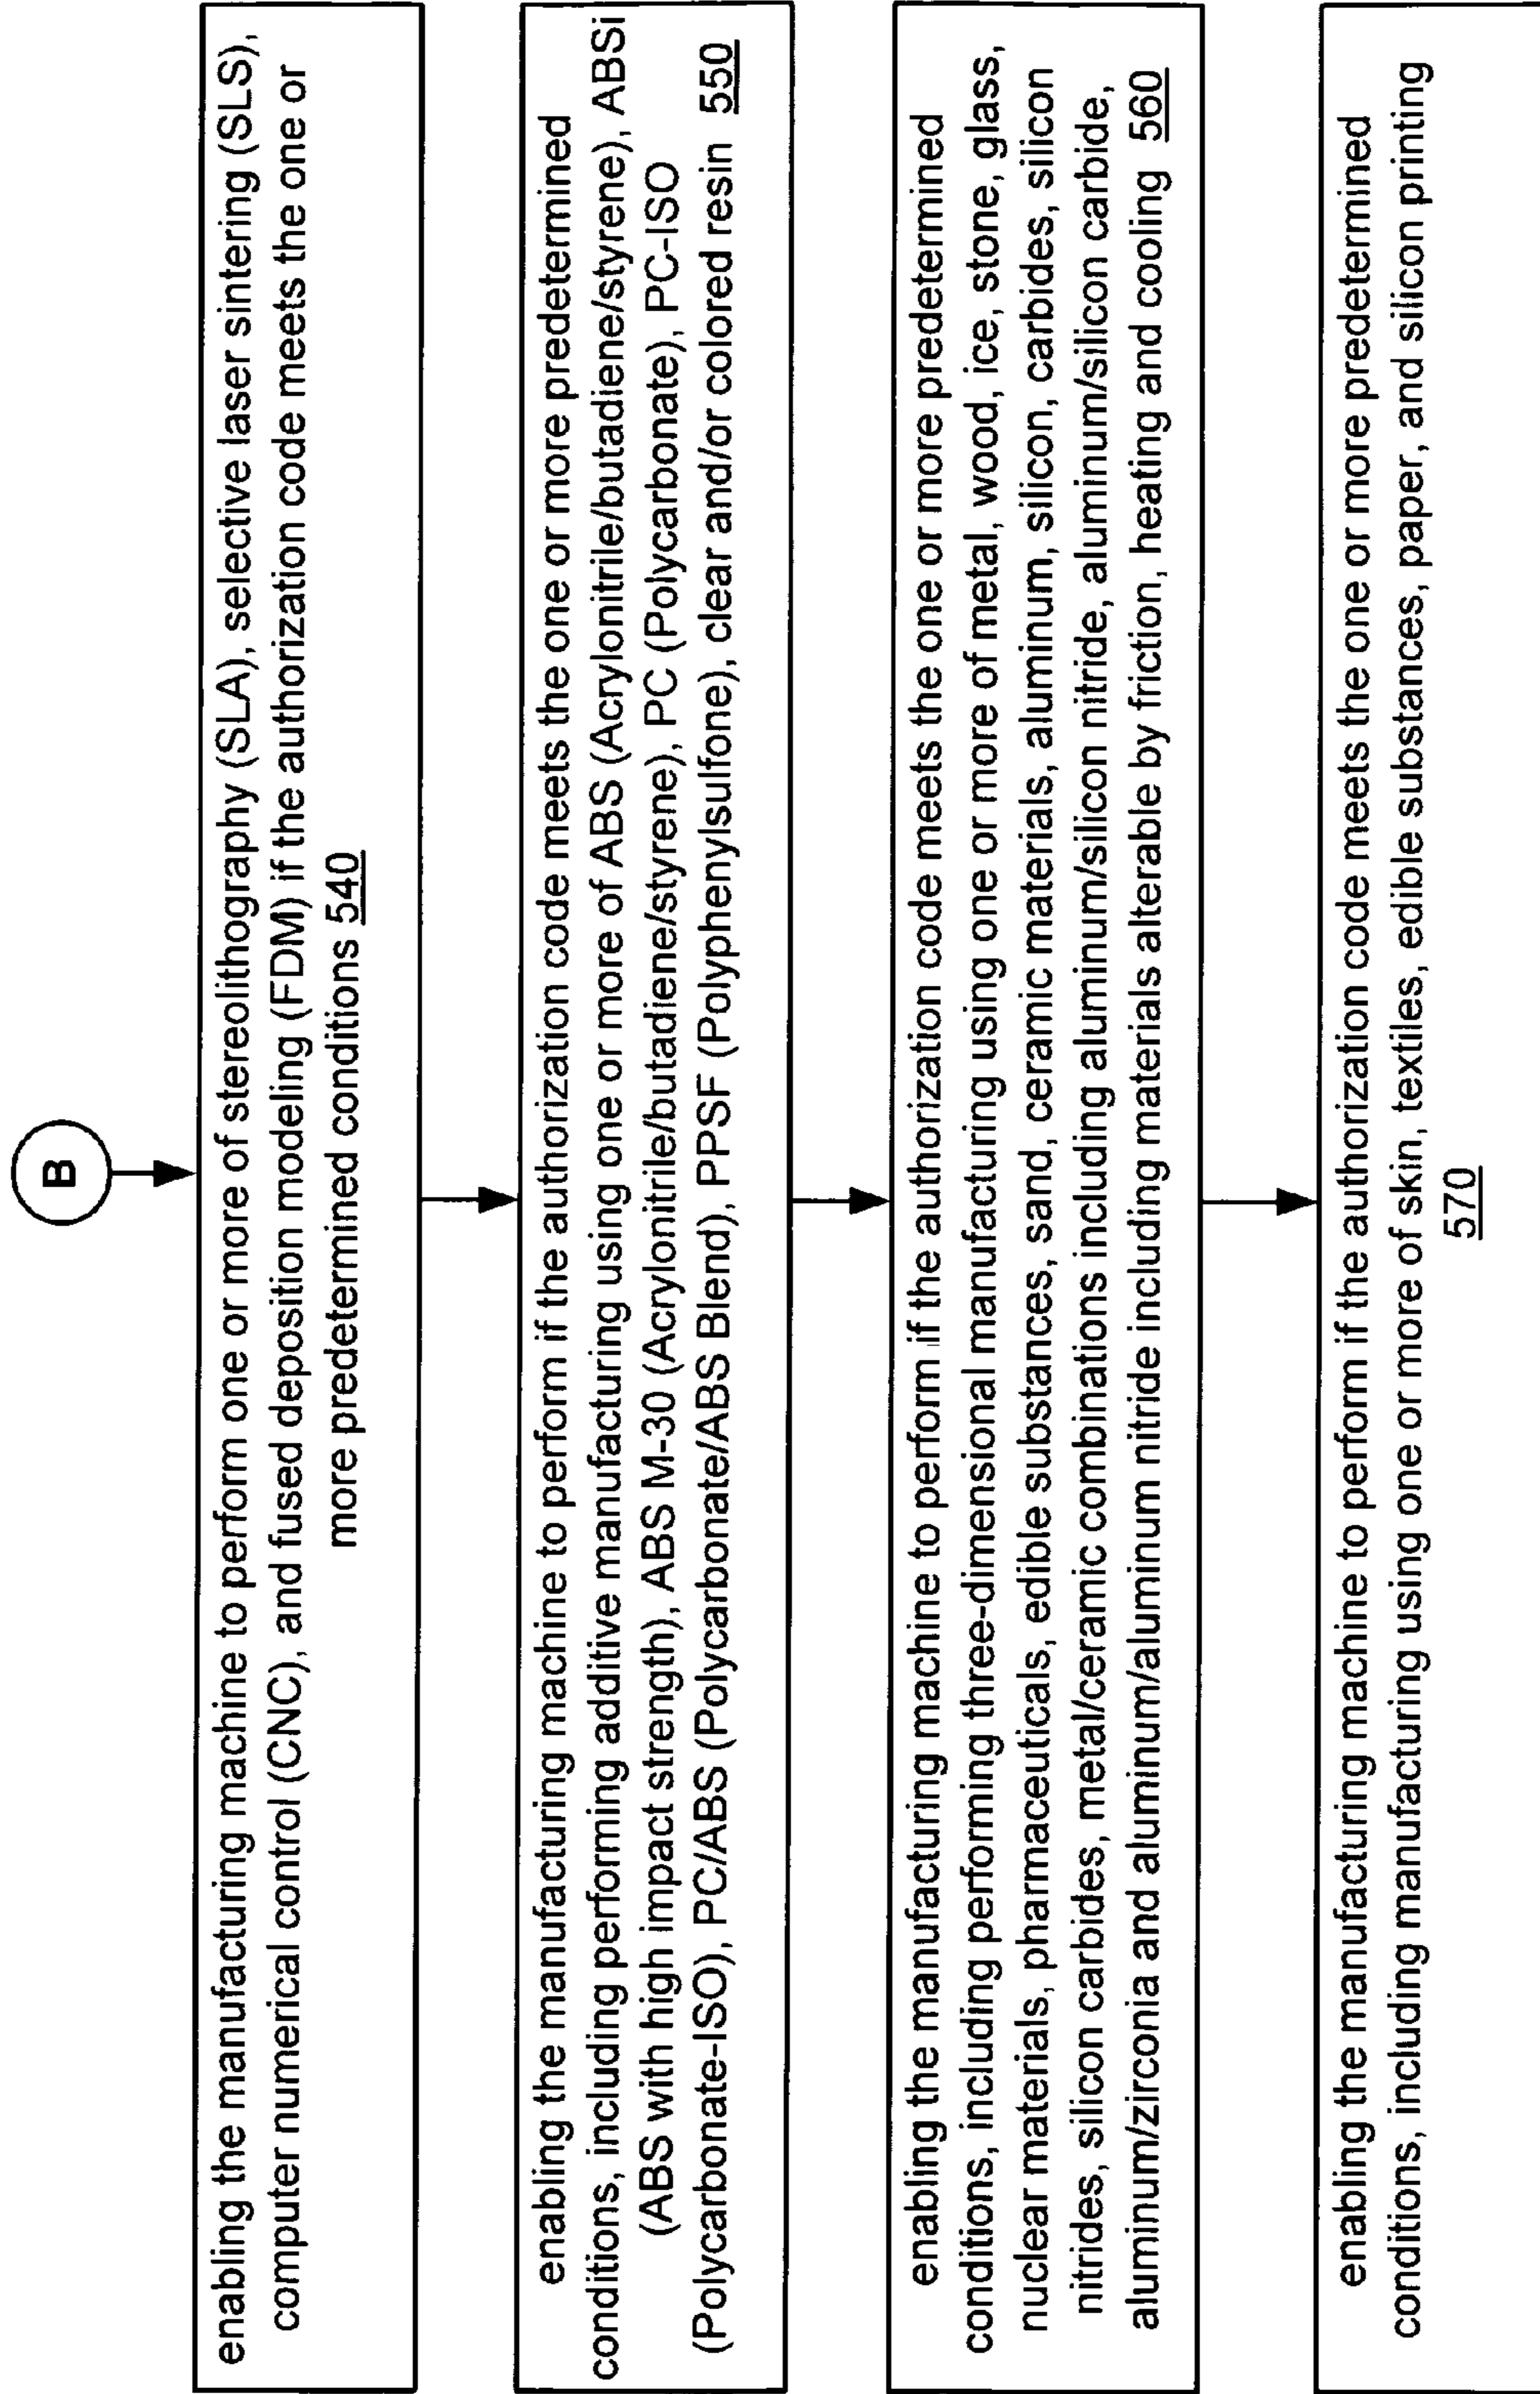 B
enabling the manufacturing machine to perform one or more of stereolithography (SLA), selective laser sintering (SLS),
computer numerical control (CNC), and fused deposition modeling (FDM) if the authorization code meets the one or
more predetermined conditions 540
enabling the manufacturing machine to perform if the authorization code meets the one or more predetermined
conditions, including performing additive manufacturing using one or more of ABS (Acrylonitrile/butadiene/styrene), ABSi
(ABS with high impact strength), ABS M-30 (Acrylonitrile/butadiene/styrene), PC (Polycarbonate), PC-ISO
(Polycarbonate-ISO), PC/ABS (Polycarbonate/ABS Blend), PPSF (Polyphenylsulfone), clear and/or colored resin 550
enabling the manufacturing machine to perform if the authorization code meets the one or more predetermined
conditions, including performing three-dimensional manufacturing using one or more of metal, wood, ice, stone, glass,
nuclear materials, pharmaceuticals, edible substances, sand, ceramic materials, aluminum, silicon, carbides, silicon
nitrides, silicon carbides, metal/ceramic combinations including aluminum/silicon nitride, aluminum/silicon carbide,
aluminum/zirconia and aluminum/aluminum nitride including materials alterable by friction, heating and cooling 560
enabling the manufacturing machine to perform if the authorization code meets the one or more predetermined
conditions, including manufacturing using one or more of skin, textiles, edible substances, paper, and silicon printing
570